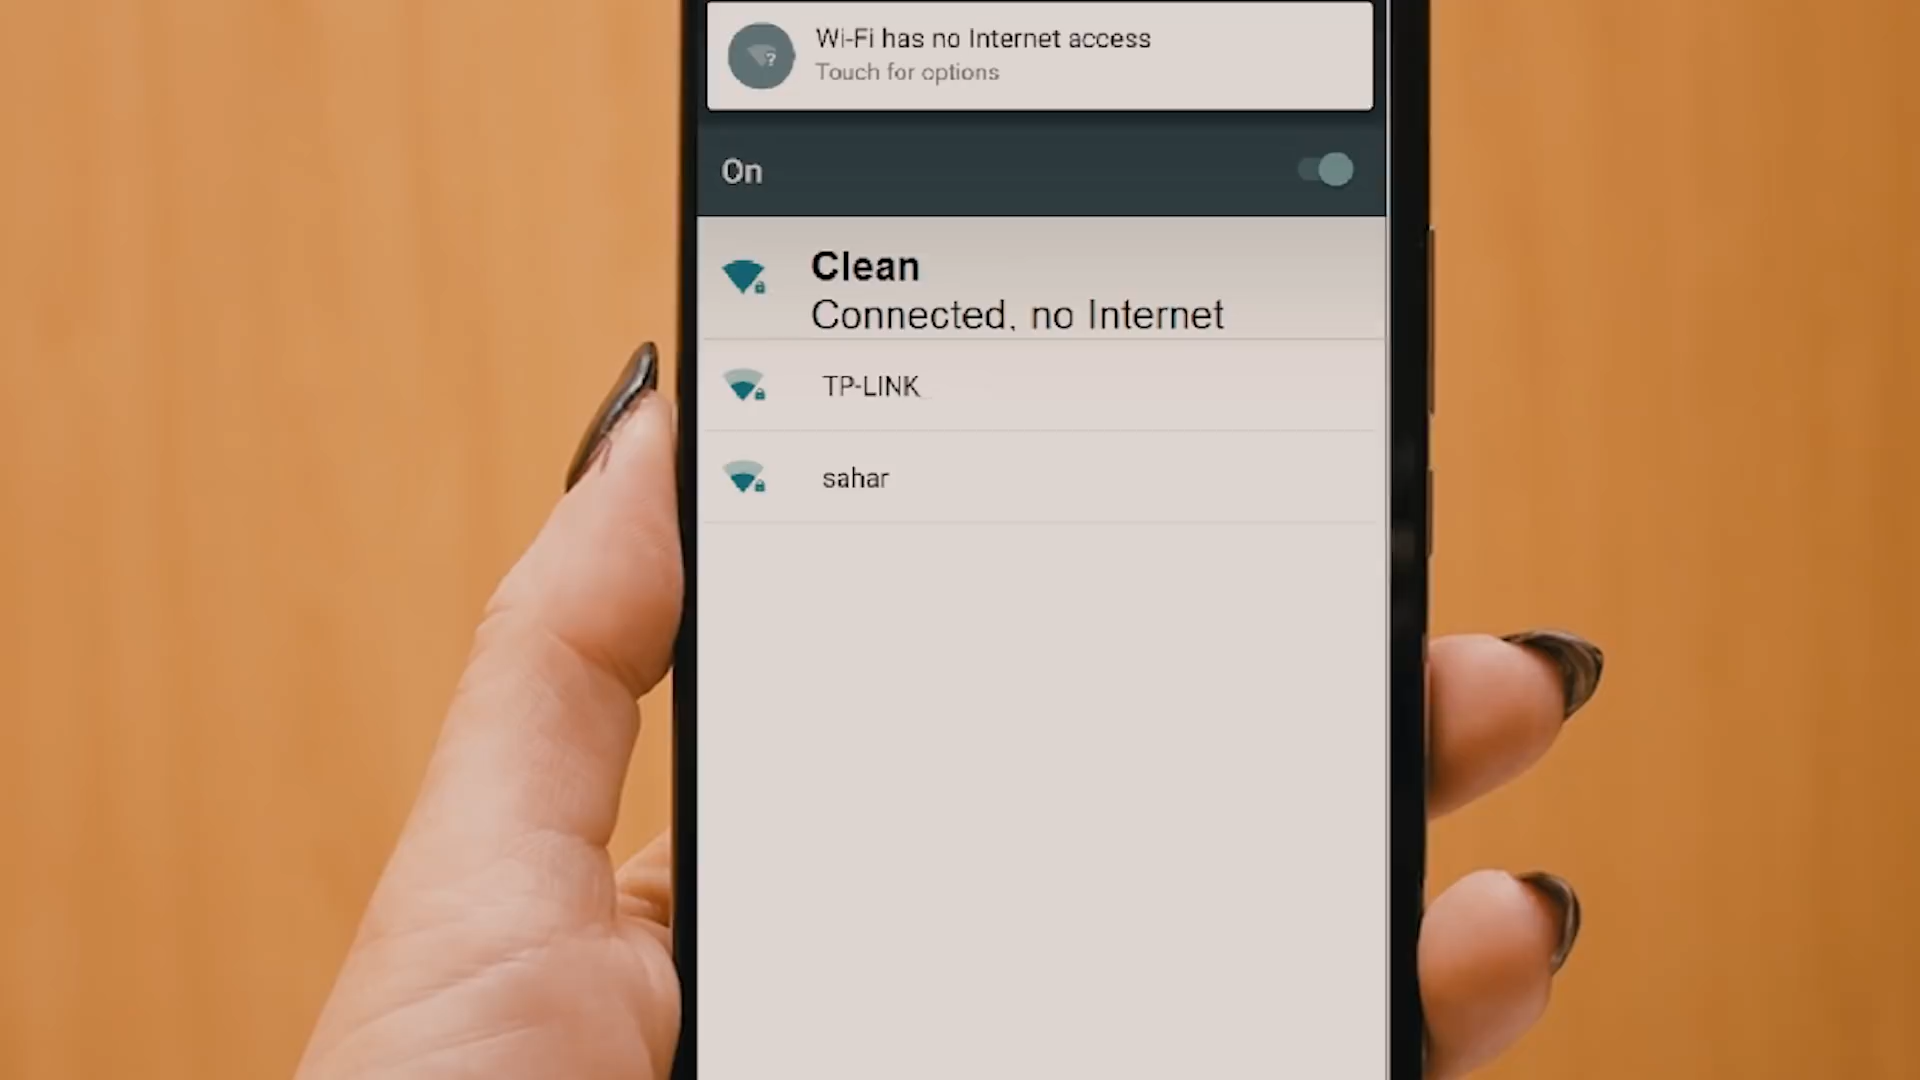 Wi-Fi has no Internet access
Touch for options
On
Clean
Connected, no Internet
TP-LINK
sahar